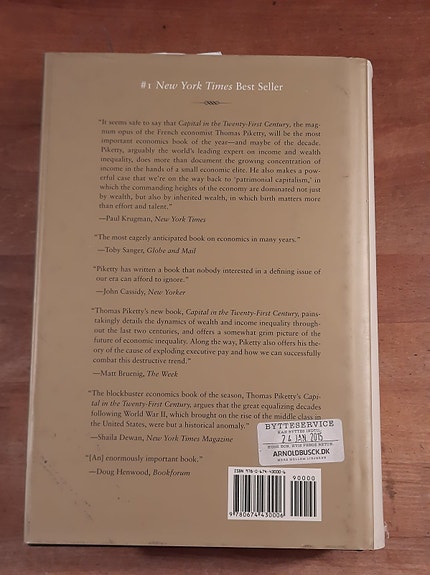 #1 New York Times Best Seller
"It seems safe to say that Capital in the Twenty-First Century, the mag-
num opus of the French economist Thomas Piketty, will be the most
important economics book of the year—and maybe of the decade.
Piketty, arguably the world's leading expert on income and wealth
inequality, does more than document the growing concentration of
income in the hands of a small economic elite. He also makes a pow-
erful case that we're on the way back to 'patrimonial capitalism,' in
which the commanding heights of the economy are dominated not just
by wealth, but also by inherited wealth, in which birth matters more
than effort and talent."
—Paul Krugman, New York Times
"The most eagerly anticipated book on economics in many years."
—Toby Sanger, Globe and Mail
"Piketty has written a book that nobody interested in a defining issue of
our era can afford to ignore."
—John Cassidy, New Yorker
"Thomas Piketty's new book, Capital in the Twenty-First Century, pains-
takingly details the dynamics of wealth and income inequality through-
out the last two centuries, and offers a somewhat grim picture of the
future of economic inequality. Along the way, Piketty also offers his the-
ory of the cause of exploding executive pay and how we can successfully
combat this destructive trend."
—Matt Bruenig, The Week
"The blockbuster economics book of the season, Thomas Piketty's Capi-
tal in the Twenty-First Century, argues that the great equalizing decades
following World War II, which brought on the rise of the middle class in
the United States, were but a historical anomaly."
—Shaila Dewan, New York Times Magazine
"[An] enormously important book."
—Doug Henwood, Bookforum
BYTTESERVICE
KAN BYTTES INDTIL
24 JAN 2015
ARNOLDBUSCK.DK
ISBN 978-0-674-43000-6
90000
9 780674 430006